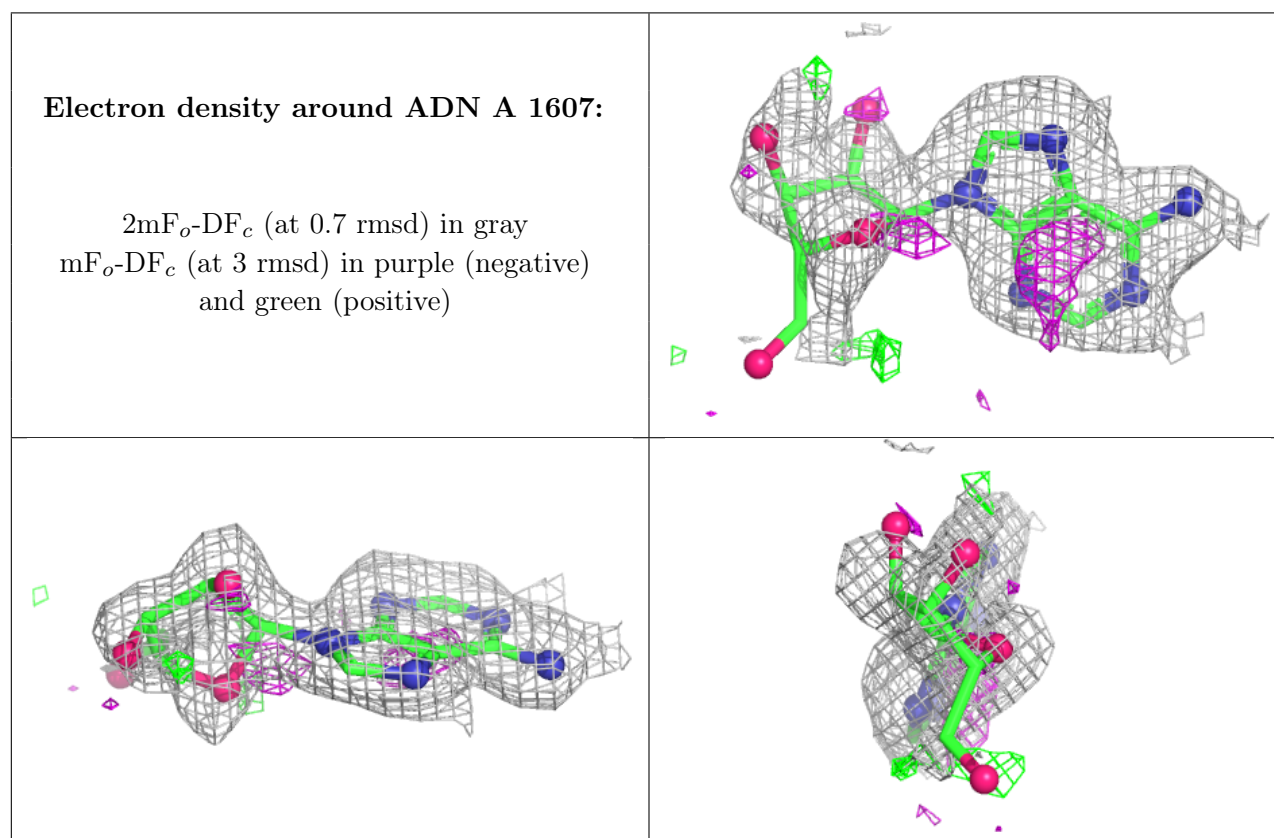 Electron density around ADN A 1607:
2mFo-DFc (at 0.7 rmsd) in gray
mFo-DFc (at 3 rmsd) in purple (negative)
and green (positive)